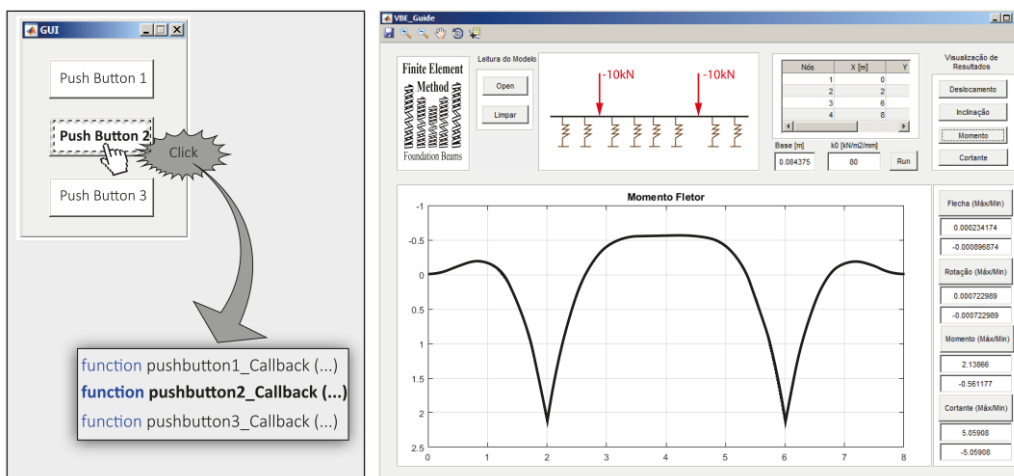 GUI
Push Button 1
Push Button 2
Click
Push Button 3
function pushbutton1_Callback (...)
function pushbutton2_Callback (...)
function pushbutton3_Callback (...)
VBE_Guide
Finite Element
Method
Foundation Beams
Leitura do Modelo
Open
Limpar
-10kN
-10kN
Nós X [m] Y
1 0
2 2
3 6
4 8
Base [m] k0 [kN/m2/mm]
0.084375 80 Run
Visualização de
Resultados
Deslocamento
Inclinação
Momento
Cortante
Momento Fletor
-1
-0.5
0
0.5
1
1.5
2
2.5
0 1 2 3 4 5 6 7 8
Flecha (Máx/Min)
0.000234174
-0.000896874
Rotação (Máx/Min)
0.000722989
-0.000722989
Momento (Máx/Min)
2.13866
-0.561177
Cortante (Máx/Min)
5.05908
-5.05908